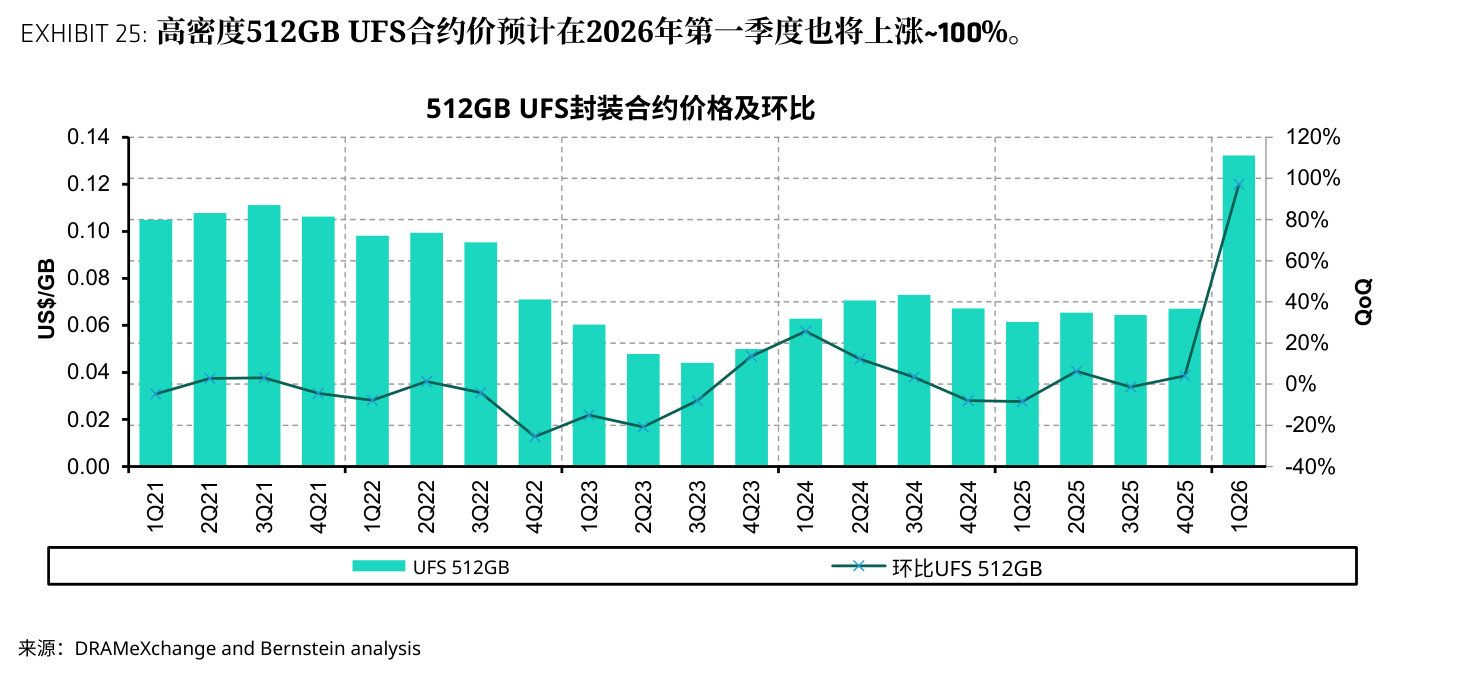 EXHIBIT 25: 高密度512GB UFS合约价预计在2026年第一季度也将上涨~100%。
512GB UFS封装合约价格及环比
0.14
0.12
0.10
0.08
0.06
0.04
0.02
0.00
US$/GB
120%
100%
80%
60%
40%
20%
0%
-20%
-40%
QoQ
1Q21 2Q21 3Q21 4Q21 1Q22 2Q22 3Q22 4Q22 1Q23 2Q23 3Q23 4Q23 1Q24 2Q24 3Q24 4Q24 1Q25 2Q25 3Q25 4Q25 1Q26
UFS 512GB 环比UFS 512GB
来源：DRAMeXchange and Bernstein analysis